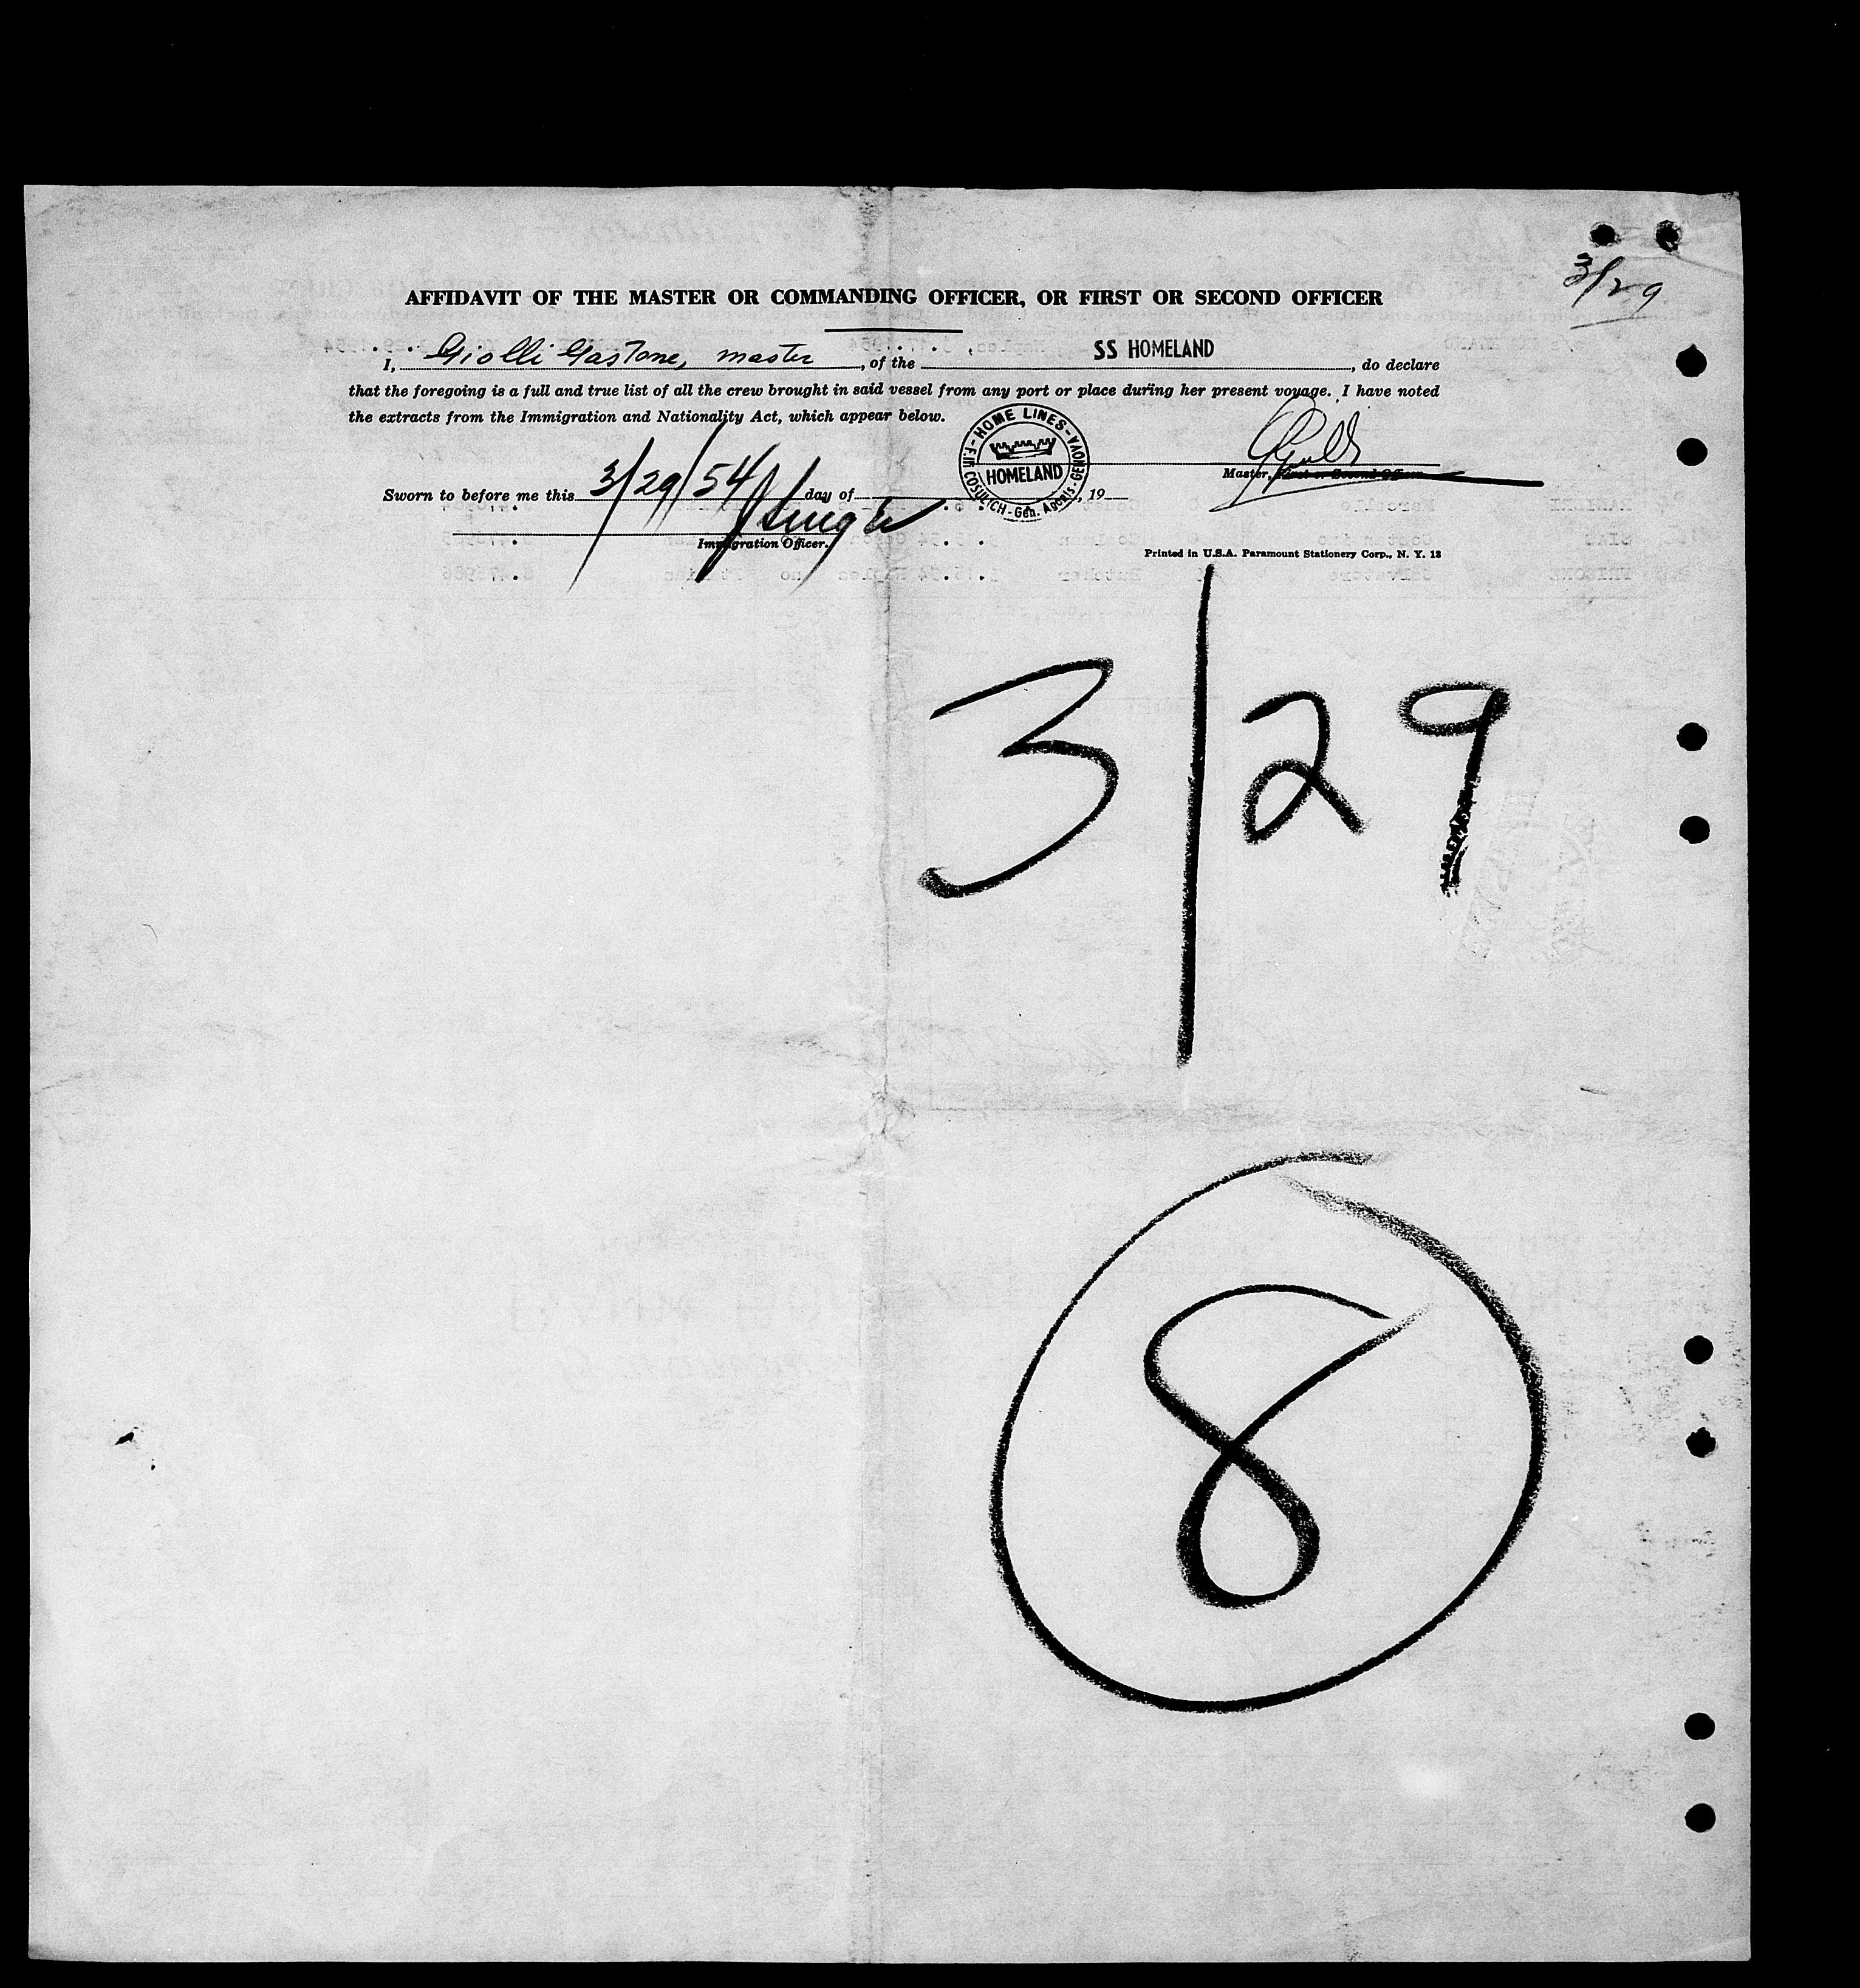 3/29
AFFIDAVIT OF THE MASTER OR COMMANDING OFFICER, OR FIRST OR SECOND OFFICER
I, Giolli Gastone, master, of the SS HOMELAND, do declare
that the foregoing is a full and true list of all the crew brought in said vessel from any port or place during her present voyage. I have noted
the extracts from the Immigration and Nationality Act, which appear below.
HOME LINES - GENOVA
HOMELAND
F.lli COSULICH - Gen. Agents
Master, First or Second Officer
Sworn to before me this 3/29/54 day of , 19
Immigration Officer.
Printed in U.S.A. Paramount Stationery Corp., N. Y. 13
3/29
8